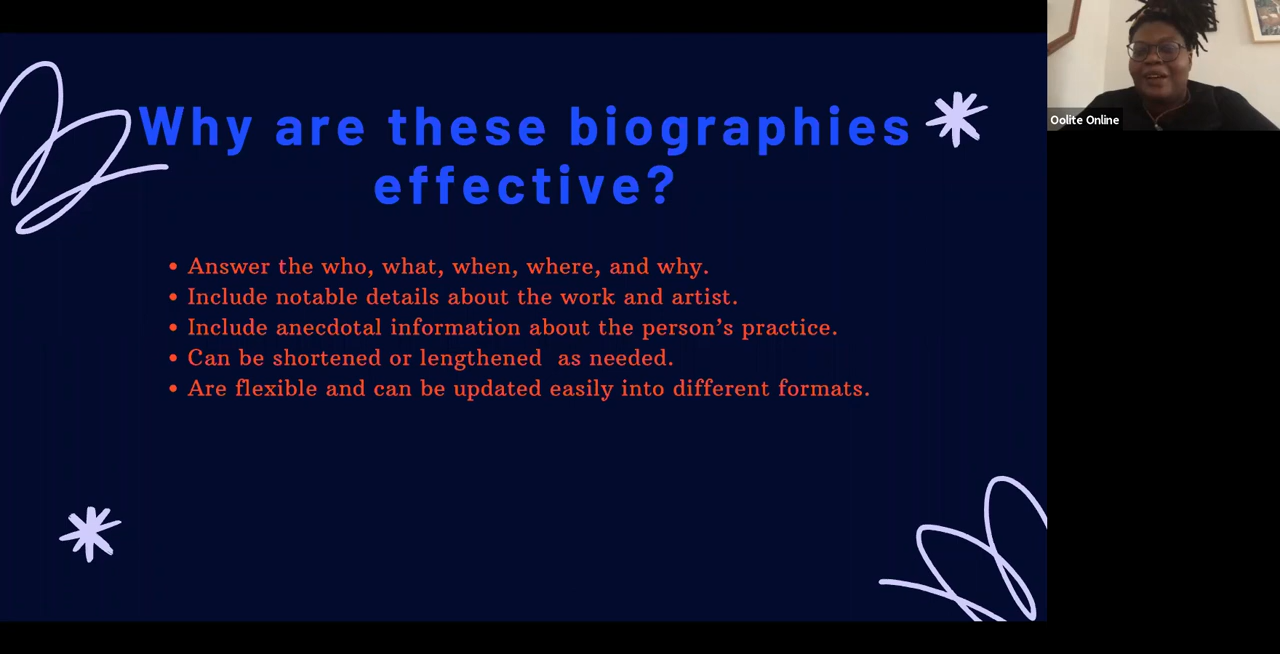 Why are these biographies
effective?
• Answer the who, what, when, where, and why.
• Include notable details about the work and artist.
• Include anecdotal information about the person’s practice.
• Can be shortened or lengthened  as needed.
• Are flexible and can be updated easily into different formats.
Oolite Online